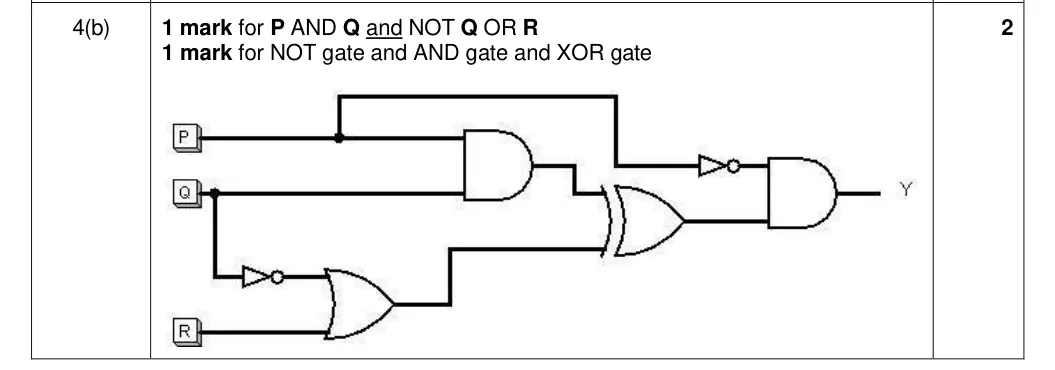 4(b)
1 mark for P AND Q and NOT Q OR R
1 mark for NOT gate and AND gate and XOR gate
2
P
Q
R
Y